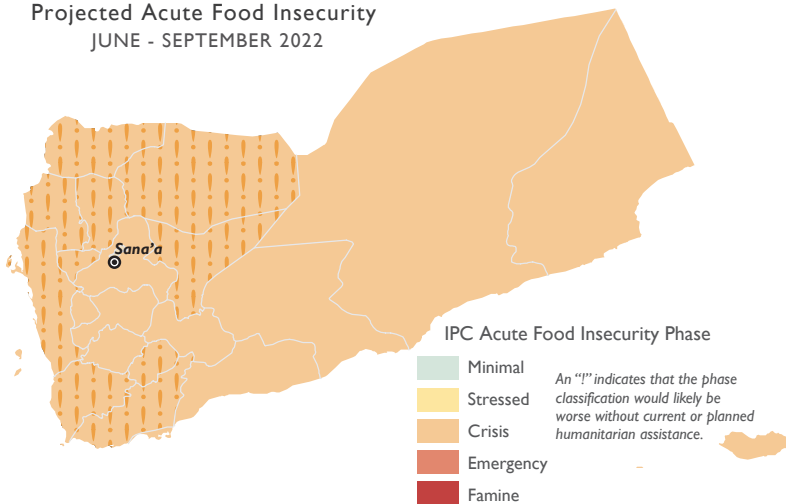 Projected Acute Food Insecurity
JUNE - SEPTEMBER 2022
Sana’a
IPC Acute Food Insecurity Phase
Minimal
Stressed
Crisis
Emergency
Famine
An “!” indicates that the phase
classification would likely be
worse without current or planned
humanitarian assistance.